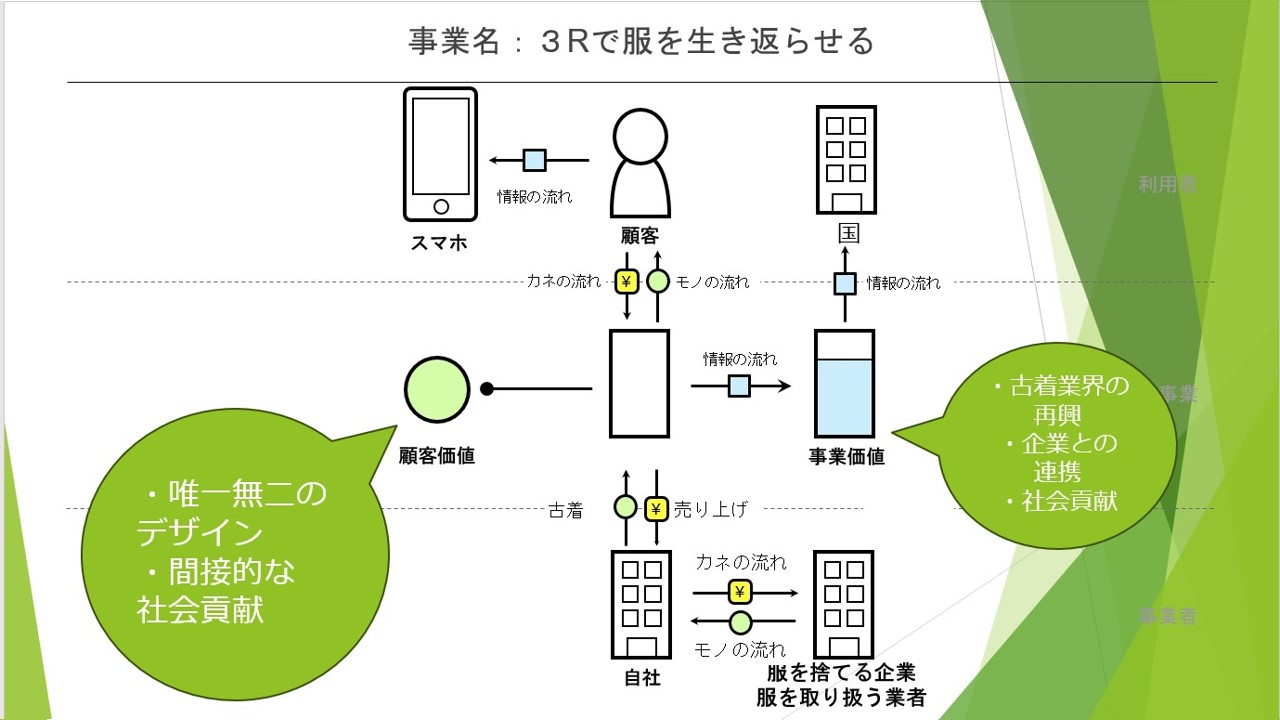 事業名：３Rで服を生き返らせる
情報の流れ
利用者
スマホ
顧客
国
カネの流れ
¥
モノの流れ
情報の流れ
情報の流れ
・古着業界の
再興
・企業との
連携
・社会貢献
事業
顧客価値
事業価値
・唯一無二の
デザイン
・間接的な
社会貢献
古着
¥
売り上げ
カネの流れ
¥
モノの流れ
事業者
自社
服を捨てる企業
服を取り扱う業者